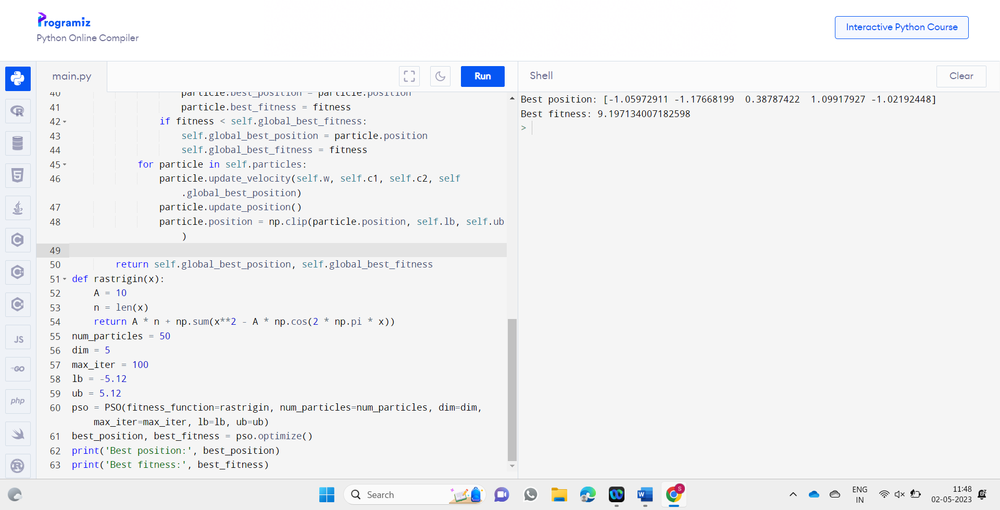 Programiz
Python Online Compiler
Interactive Python Course
main.py
Run
Shell
Clear
40 particle.best_position = particle.position
41 particle.best_fitness = fitness
42 if fitness < self.global_best_fitness:
43 self.global_best_position = particle.position
44 self.global_best_fitness = fitness
45 for particle in self.particles:
46 particle.update_velocity(self.w, self.c1, self.c2, self
.global_best_position)
47 particle.update_position()
48 particle.position = np.clip(particle.position, self.lb, self.ub
)
49
50 return self.global_best_position, self.global_best_fitness
51 def rastrigin(x):
52 A = 10
53 n = len(x)
54 return A * n + np.sum(x**2 - A * np.cos(2 * np.pi * x))
55 num_particles = 50
56 dim = 5
57 max_iter = 100
58 lb = -5.12
59 ub = 5.12
60 pso = PSO(fitness_function=rastrigin, num_particles=num_particles, dim=dim,
max_iter=max_iter, lb=lb, ub=ub)
61 best_position, best_fitness = pso.optimize()
62 print('Best position:', best_position)
63 print('Best fitness:', best_fitness)
Best position: [-1.05972911 -1.17668199  0.38787422  1.09917927 -1.02192448]
Best fitness: 9.197134007182598
>
JS
GO
php
Search
W
S
ENG
IN
11:48
02-05-2023